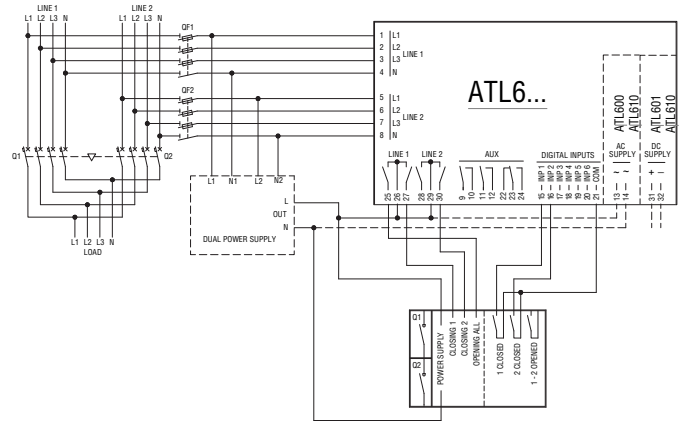 LINE 1
L1 L2 L3 N
LINE 2
L1 L2 L3 N
QF1
QF2
1 L1
2 L2
3 L3
4 N
LINE 1
5 L1
6 L2
7 L3
8 N
LINE 2
ATL6...
ATL600
ATL610
ATL601
ATL610
AC
SUPPLY
DC
SUPPLY
~ ~
+ –
LINE 1
LINE 2
AUX
DIGITAL INPUTS
INP 1
INP 2
INP 3
INP 4
INP 5
INP 6
COM
25 26 27 28 29 30 9 10 11 12 22 23 24 15 16 17 18 19 20 21 13 14 31 32
Q1
Q2
L1 L2 L3 N
LOAD
L1 N1 L2 N2
L
OUT
N
DUAL POWER SUPPLY
Q1
Q2
POWER SUPPLY
CLOSING 1
CLOSING 2
OPENING ALL
1 CLOSED
2 CLOSED
1 - 2 OPENED